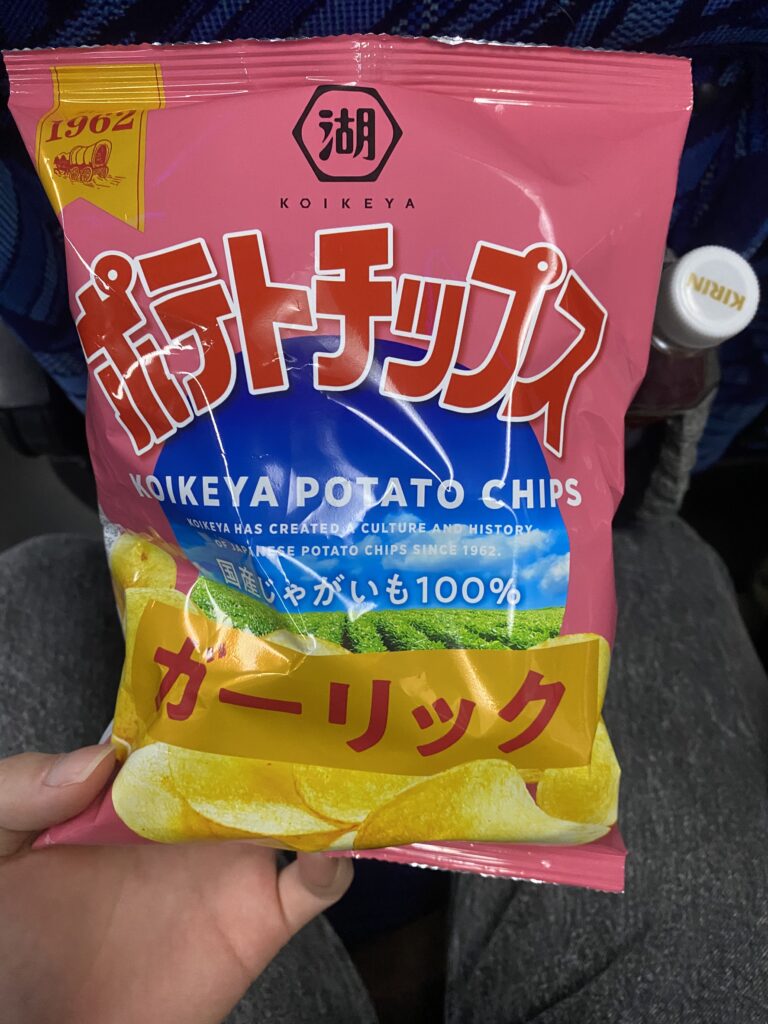 1962
湖
KOIKEYA
ポテトチップス
KIRIN
KOIKEYA POTATO CHIPS
KOIKEYA HAS CREATED A CULTURE AND HISTORY
OF JAPANESE POTATO CHIPS SINCE 1962.
国産じゃがいも100%
ガーリック